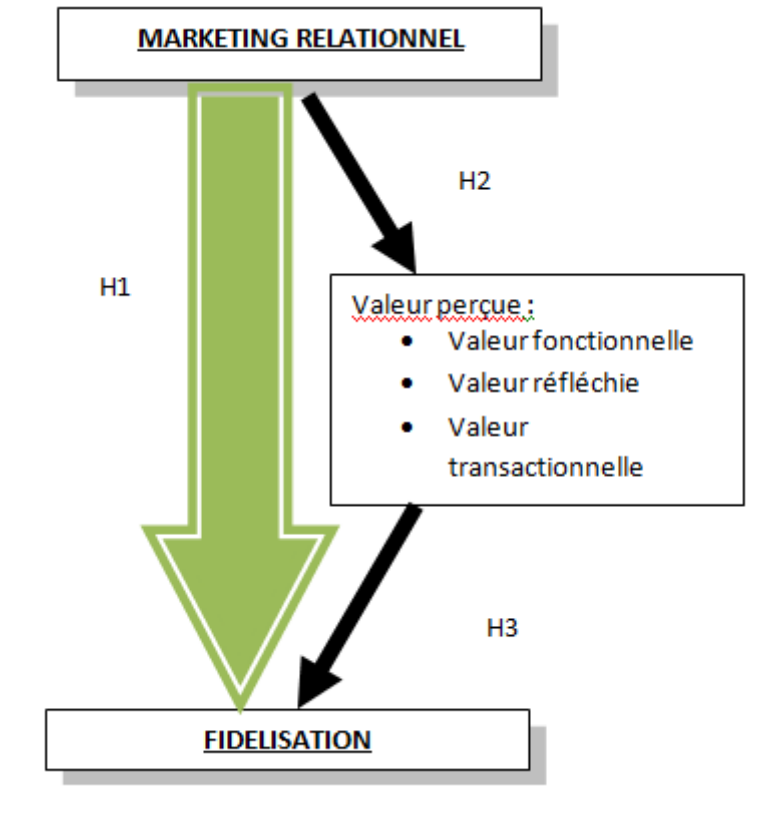 MARKETING RELATIONNEL
H2
H1
Valeur perçue :
• Valeur fonctionnelle
• Valeur réfléchie
• Valeur
transactionnelle
H3
FIDELISATION